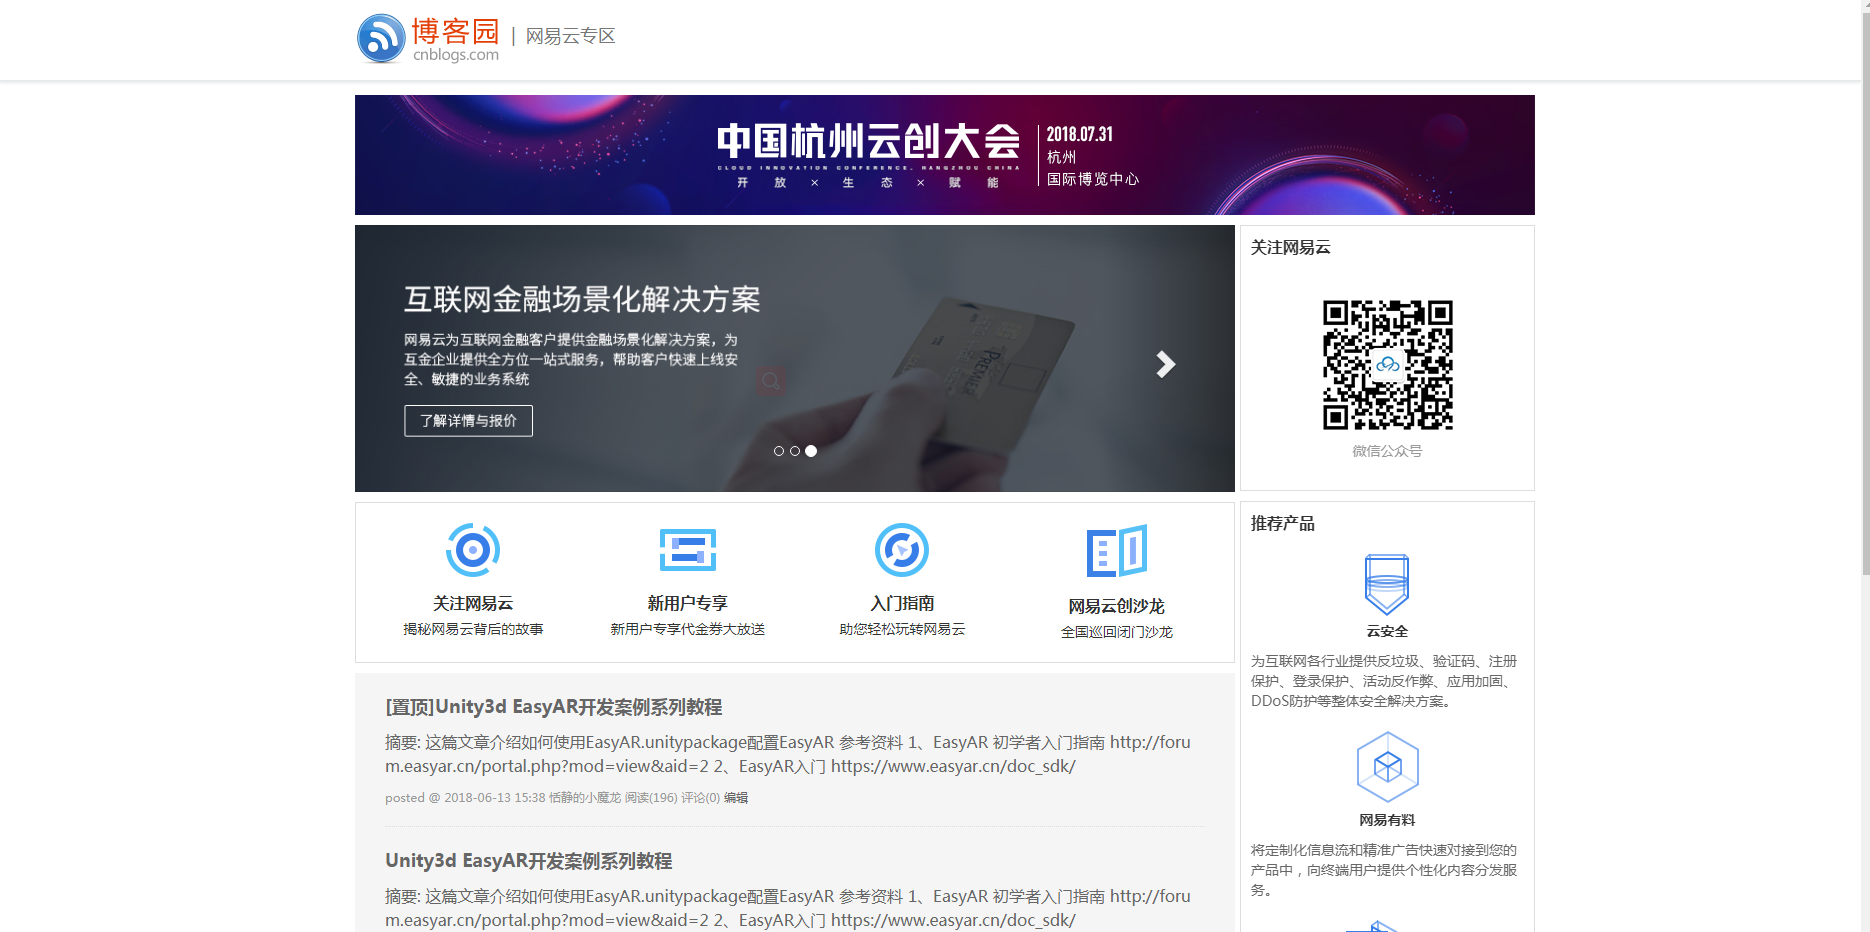 博客园
cnblogs.com
| 网易云专区
中国杭州云创大会
CLOUD INNOVATION CONFERENCE, HANGZHOU CHINA
开 放 × 生 态 × 赋 能
2018.07.31
杭州
国际博览中心
互联网金融场景化解决方案
网易云为互联网金融客户提供金融场景化解决方案，为
互金企业提供全方位一站式服务，帮助客户快速上线安
全、敏捷的业务系统
了解详情与报价
PREMIER
关注网易云
微信公众号
关注网易云
揭秘网易云背后的故事
新用户专享
新用户专享代金券大放送
入门指南
助您轻松玩转网易云
网易云创沙龙
全国巡回闭门沙龙
[置顶]Unity3d EasyAR开发案例系列教程
摘要: 这篇文章介绍如何使用EasyAR.unitypackage配置EasyAR 参考资料 1、EasyAR 初学者入门指南 http://foru
m.easyar.cn/portal.php?mod=view&aid=2 2、EasyAR入门 https://www.easyar.cn/doc_sdk/
posted @ 2018-06-13 15:38 恬静的小魔龙 阅读(196) 评论(0) 编辑
Unity3d EasyAR开发案例系列教程
摘要: 这篇文章介绍如何使用EasyAR.unitypackage配置EasyAR 参考资料 1、EasyAR 初学者入门指南 http://foru
m.easyar.cn/portal.php?mod=view&aid=2 2、EasyAR入门 https://www.easyar.cn/doc_sdk/
推荐产品
云安全
为互联网各行业提供反垃圾、验证码、注册
保护、登录保护、活动反作弊、应用加固、
DDoS防护等整体安全解决方案。
网易有料
将定制化信息流和精准广告快速对接到您的
产品中，向终端用户提供个性化内容分发服
务。